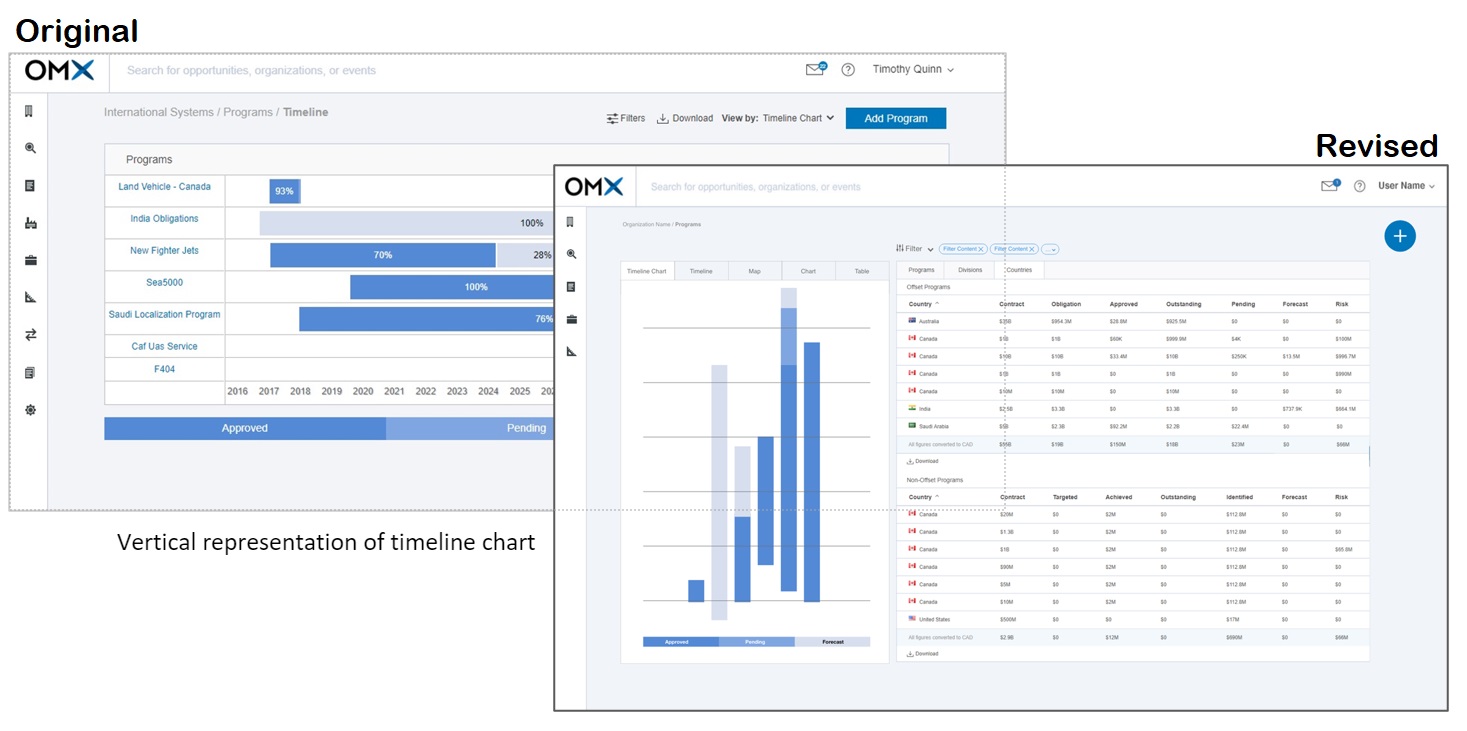 Original
OMX
Search for opportunities, organizations, or events
22
Timothy Quinn
International Systems / Programs / Timeline
Filters Download View by: Timeline Chart Add Program
Programs
Land Vehicle - Canada 93%
India Obligations 100%
New Fighter Jets 70% 28%
Sea5000 100%
Saudi Localization Program 76%
Caf Uas Service
F404
2016 2017 2018 2019 2020 2021 2022 2023 2024 2025
Approved Pending
Vertical representation of timeline chart
Revised
OMX
Search for opportunities, organizations, or events
1
User Name
Organization Name / Programs
Filter Filter Content X Filter Content X ...
Timeline Chart Timeline Map Chart Table
Approved Pending Forecast
Programs Divisions Countries
Offset Programs
Country Contract Obligation Approved Outstanding Pending Forecast Risk
Australia $954.3M $28.8M $925.5M $0 $0 $0
Canada $1B $60K $999.9M $4K $0 $100M
Canada $10B $33.4M $10B $250K $13.5M $996.7M
Canada $1B $0 $1B $0 $0 $990M
Canada $10M $0 $10M $0 $0 $0
India $3.3B $0 $3.3B $0 $737.9K $664.1M
Saudi Arabia $2.3B $92.2M $2.2B $22.4M $0 $0
All figures converted to CAD $19B $150M $18B $23M $0 $66M
Download
Non-Offset Programs
Country Contract Targeted Achieved Outstanding Identified Forecast Risk
Canada $20M $0 $2M $0 $112.8M $0 $0
Canada $1.3B $0 $2M $0 $112.8M $0 $0
Canada $1B $0 $2M $0 $112.8M $0 $65.8M
Canada $90M $0 $2M $0 $112.8M $0 $0
Canada $5M $0 $2M $0 $112.8M $0 $0
Canada $10M $0 $2M $0 $112.8M $0 $0
United States $500M $0 $0 $0 $17M $0 $0
All figures converted to CAD $2.9B $0 $12M $0 $690M $0 $66M
Download